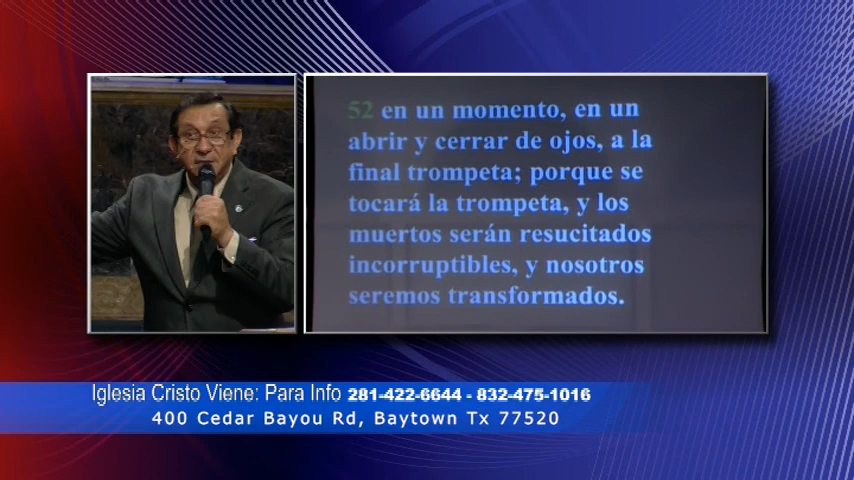 52 en un momento, en un
abrir y cerrar de ojos, a la
final trompeta; porque se
tocará la trompeta, y los
muertos serán resucitados
incorruptibles, y nosotros
seremos transformados.
Iglesia Cristo Viene: Para Info 281-422-6644 - 832-475-1016
400 Cedar Bayou Rd, Baytown Tx 77520